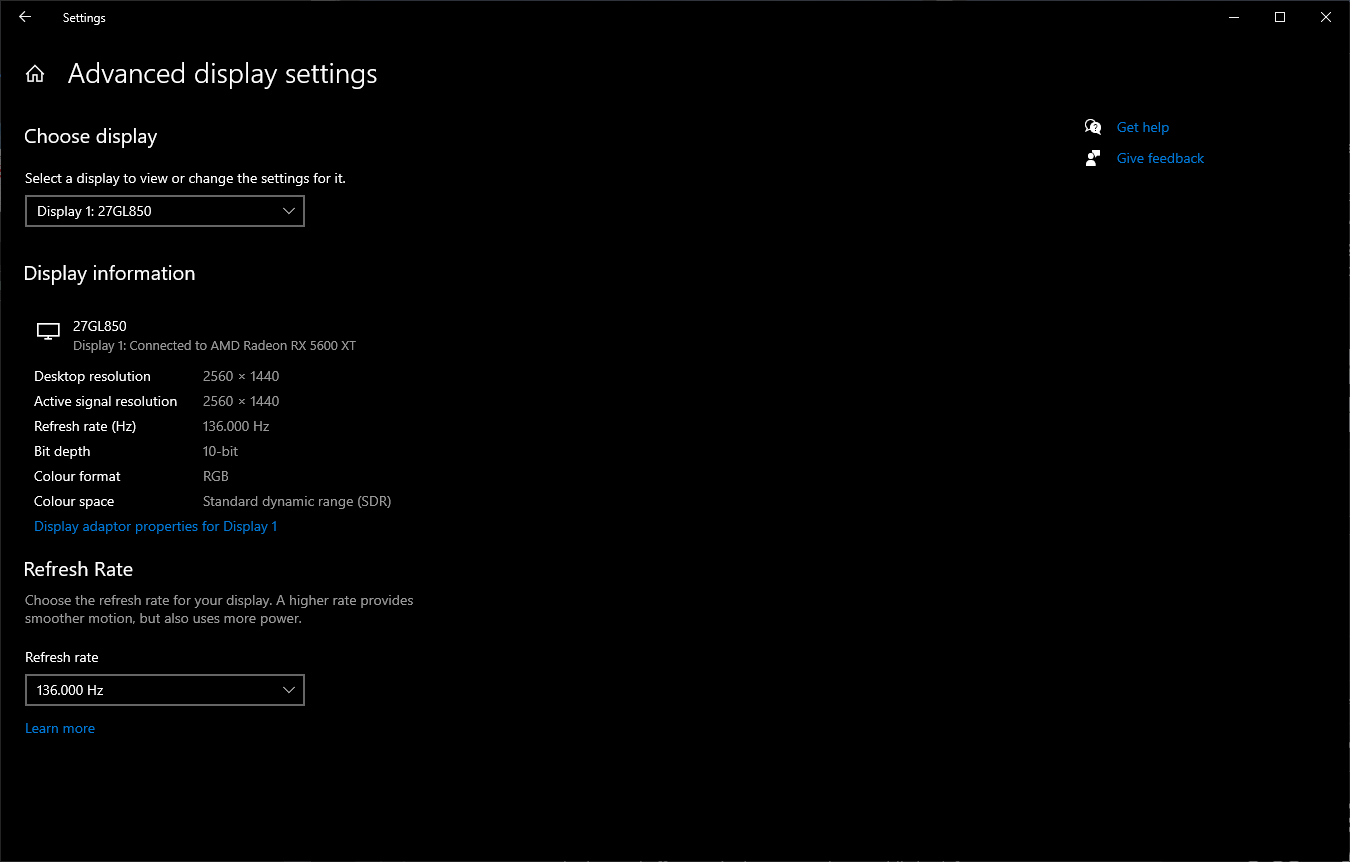 Settings
Advanced display settings
Choose display
Select a display to view or change the settings for it.
Display 1: 27GL850
Display information
27GL850
Display 1: Connected to AMD Radeon RX 5600 XT
Desktop resolution 2560 × 1440
Active signal resolution 2560 × 1440
Refresh rate (Hz) 136.000 Hz
Bit depth 10-bit
Colour format RGB
Colour space Standard dynamic range (SDR)
Display adaptor properties for Display 1
Refresh Rate
Choose the refresh rate for your display. A higher rate provides
smoother motion, but also uses more power.
Refresh rate
136.000 Hz
Learn more
Get help
Give feedback